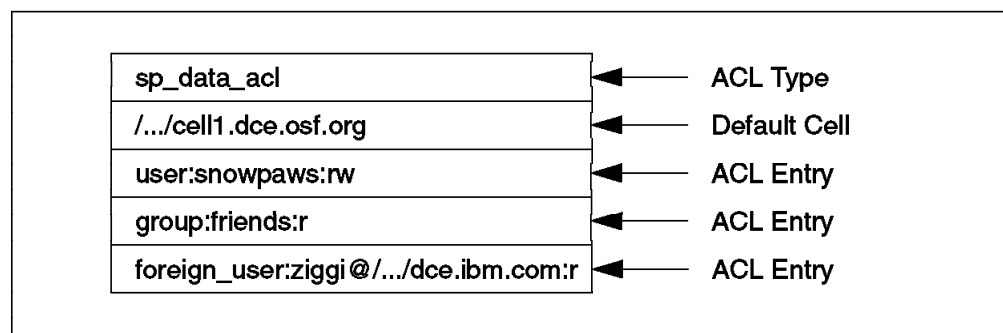 sp_data_acl ACL Type
/.../cell1.dce.osf.org Default Cell
user:snowpaws:rw ACL Entry
group:friends:r ACL Entry
foreign_user:ziggi@/.../dce.ibm.com:r ACL Entry